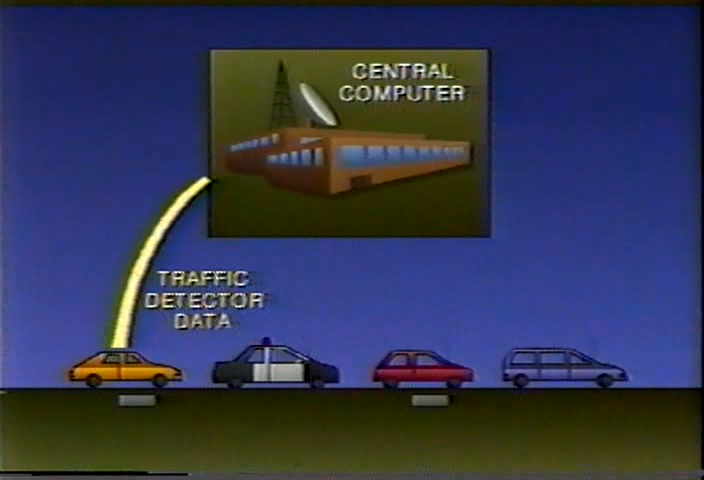 CENTRAL
COMPUTER
TRAFFIC
DETECTOR
DATA